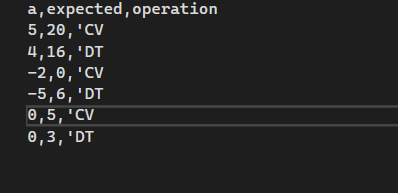 a,expected,operation
5,20,'CV
4,16,'DT
-2,0,'CV
-5,6,'DT
0,5,'CV
0,3,'DT